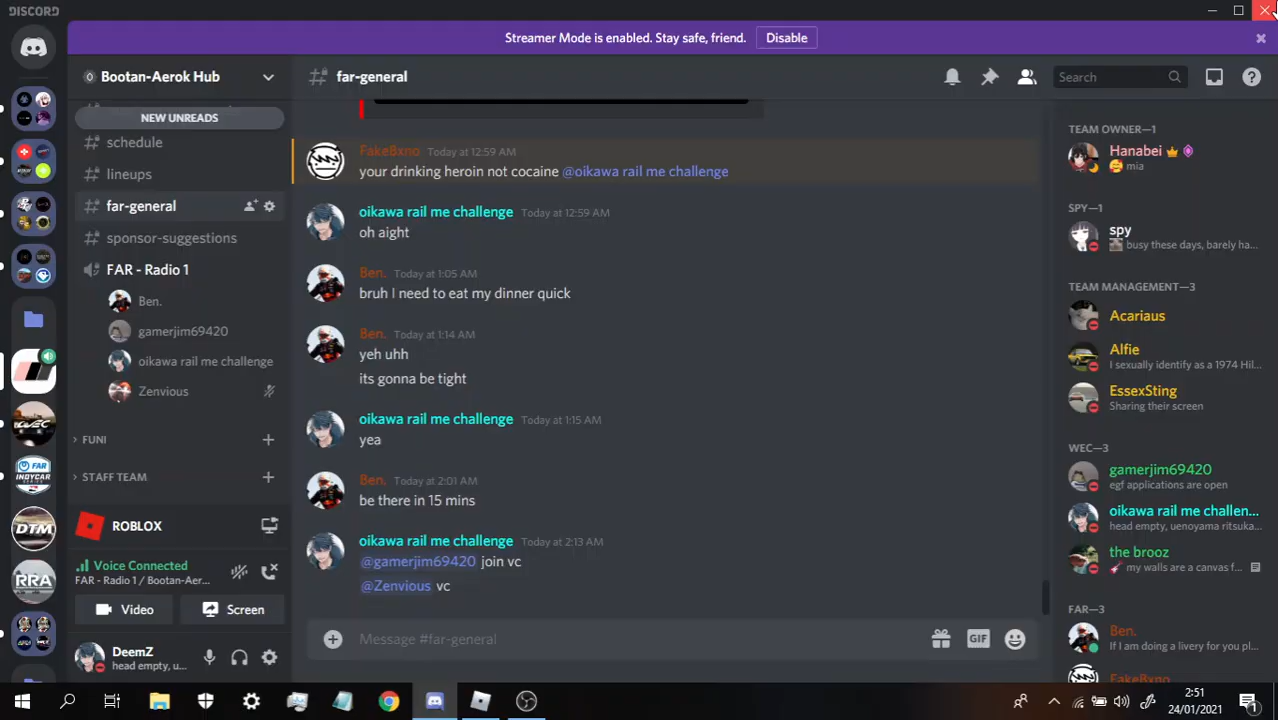 DISCORD
Streamer Mode is enabled. Stay safe, friend.
Disable
Bootan-Aerok Hub
NEW UNREADS
schedule
lineups
far-general
sponsor-suggestions
FAR - Radio 1
Ben.
gamerjim69420
oikawa rail me challenge
Zenvious
FUNI
STAFF TEAM
ROBLOX
Voice Connected
FAR - Radio 1 / Bootan-Aer...
Video
Screen
DeemZ
head empty, u...
far-general
Search
FakeBxno Today at 12:59 AM
your drinking heroin not cocaine @oikawa rail me challenge
oikawa rail me challenge Today at 12:59 AM
oh aight
Ben. Today at 1:05 AM
bruh I need to eat my dinner quick
Ben. Today at 1:14 AM
yeh uhh
its gonna be tight
oikawa rail me challenge Today at 1:15 AM
yea
Ben. Today at 2:01 AM
be there in 15 mins
oikawa rail me challenge Today at 2:13 AM
@gamerjim69420 join vc
@Zenvious vc
Message #far-general
GIF
TEAM OWNER—1
Hanabei
mia
SPY—1
spy
busy these days, barely ha...
TEAM MANAGEMENT—3
Acariaus
Alfie
I sexually identify as a 1974 Hil...
EssexSting
Sharing their screen
WEC—3
gamerjim69420
egf applications are open
oikawa rail me challen...
head empty, uenoyama ritsuka...
the brooz
my walls are a canvas f...
FAR—3
Ben.
If I am doing a livery for you pl...
FakeBxno
WEC
FAR
INDYCAR
SERIES
DTM
RRA
2:51
24/01/2021
1